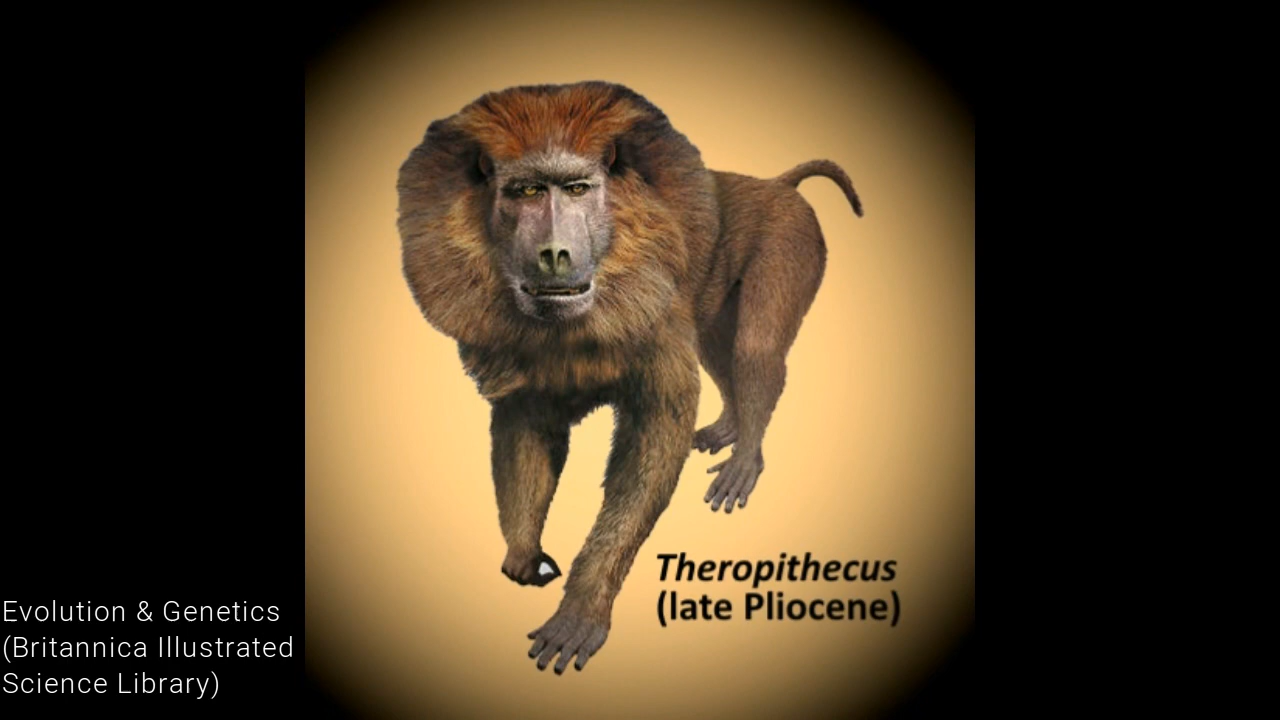 Theropithecus
(late Pliocene)
Evolution & Genetics
(Britannica Illustrated
Science Library)